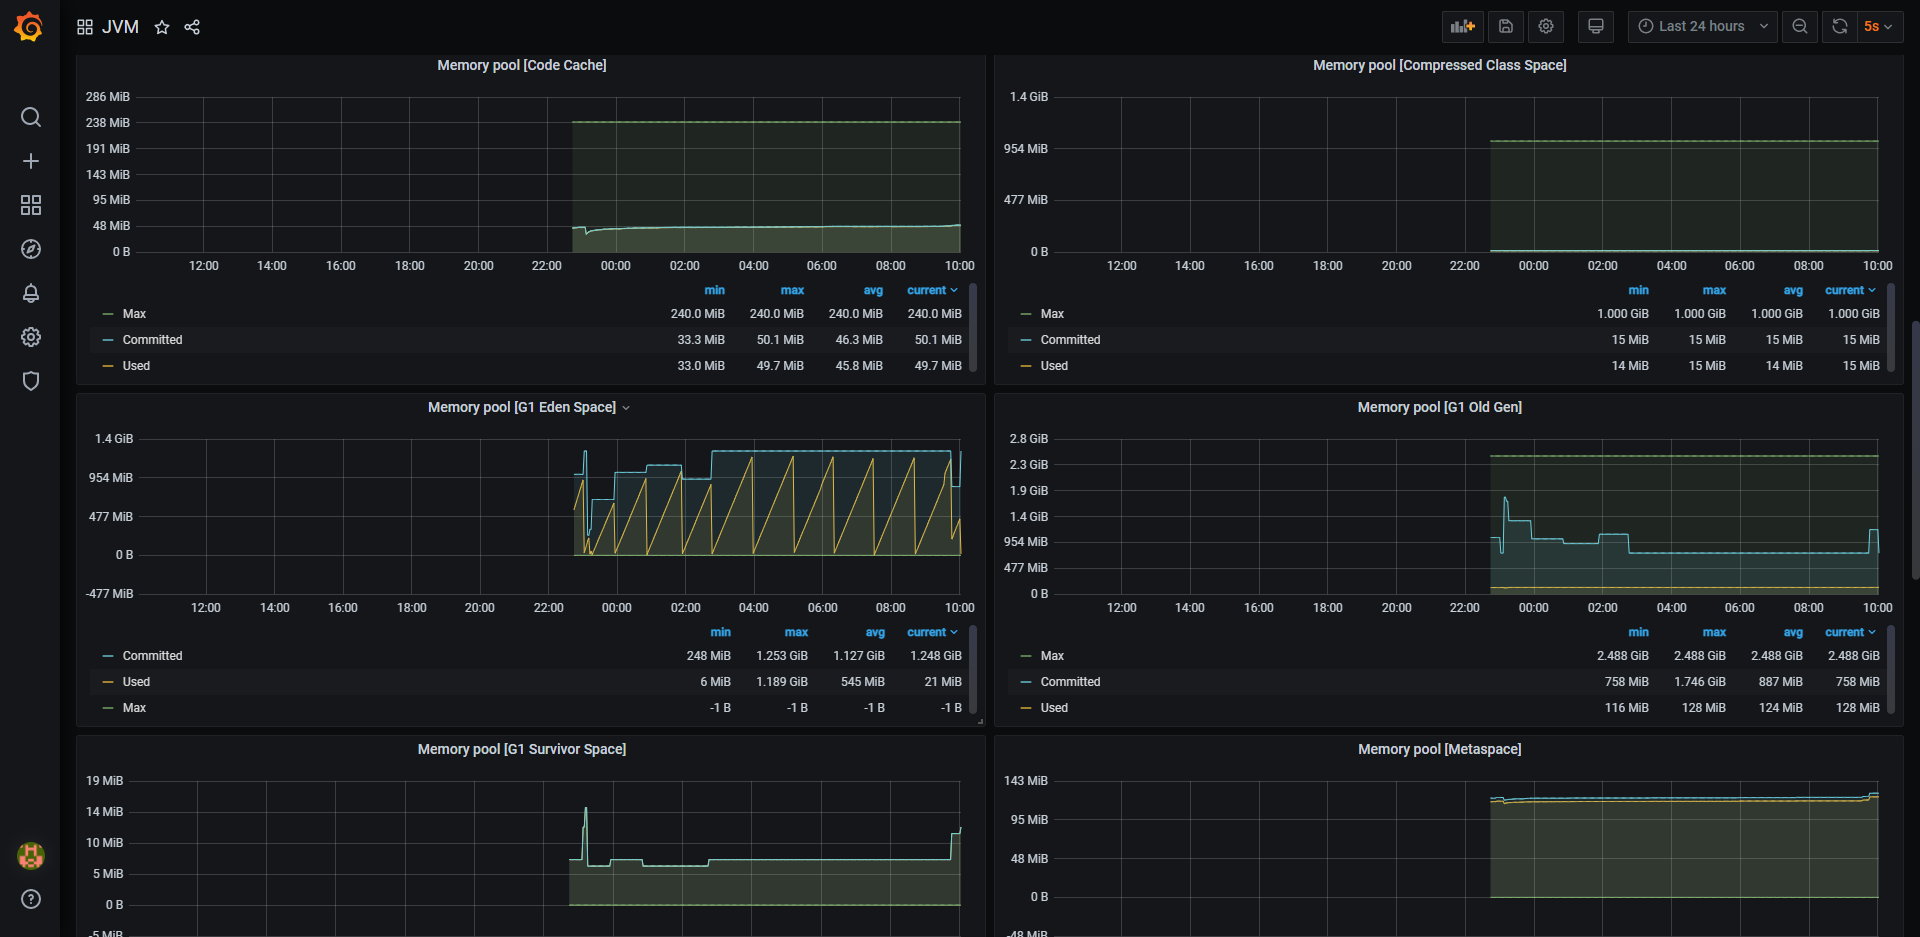 JVM
Last 24 hours
5s
Memory pool [Code Cache]
286 MiB
238 MiB
191 MiB
143 MiB
95 MiB
48 MiB
0 B
12:00 14:00 16:00 18:00 20:00 22:00 00:00 02:00 04:00 06:00 08:00 10:00
min max avg current
Max 240.0 MiB 240.0 MiB 240.0 MiB 240.0 MiB
Committed 33.3 MiB 50.1 MiB 46.3 MiB 50.1 MiB
Used 33.0 MiB 49.7 MiB 45.8 MiB 49.7 MiB
Memory pool [Compressed Class Space]
1.4 GiB
954 MiB
477 MiB
0 B
12:00 14:00 16:00 18:00 20:00 22:00 00:00 02:00 04:00 06:00 08:00 10:00
min max avg current
Max 1.000 GiB 1.000 GiB 1.000 GiB 1.000 GiB
Committed 15 MiB 15 MiB 15 MiB 15 MiB
Used 14 MiB 15 MiB 14 MiB 15 MiB
Memory pool [G1 Eden Space]
1.4 GiB
954 MiB
477 MiB
0 B
-477 MiB
12:00 14:00 16:00 18:00 20:00 22:00 00:00 02:00 04:00 06:00 08:00 10:00
min max avg current
Committed 248 MiB 1.253 GiB 1.127 GiB 1.248 GiB
Used 6 MiB 1.189 GiB 545 MiB 21 MiB
Max -1 B -1 B -1 B -1 B
Memory pool [G1 Old Gen]
2.8 GiB
2.3 GiB
1.9 GiB
1.4 GiB
954 MiB
477 MiB
0 B
12:00 14:00 16:00 18:00 20:00 22:00 00:00 02:00 04:00 06:00 08:00 10:00
min max avg current
Max 2.488 GiB 2.488 GiB 2.488 GiB 2.488 GiB
Committed 758 MiB 1.746 GiB 887 MiB 758 MiB
Used 116 MiB 128 MiB 124 MiB 128 MiB
Memory pool [G1 Survivor Space]
19 MiB
14 MiB
10 MiB
5 MiB
0 B
-5 MiB
Memory pool [Metaspace]
143 MiB
95 MiB
48 MiB
0 B
-48 MiB